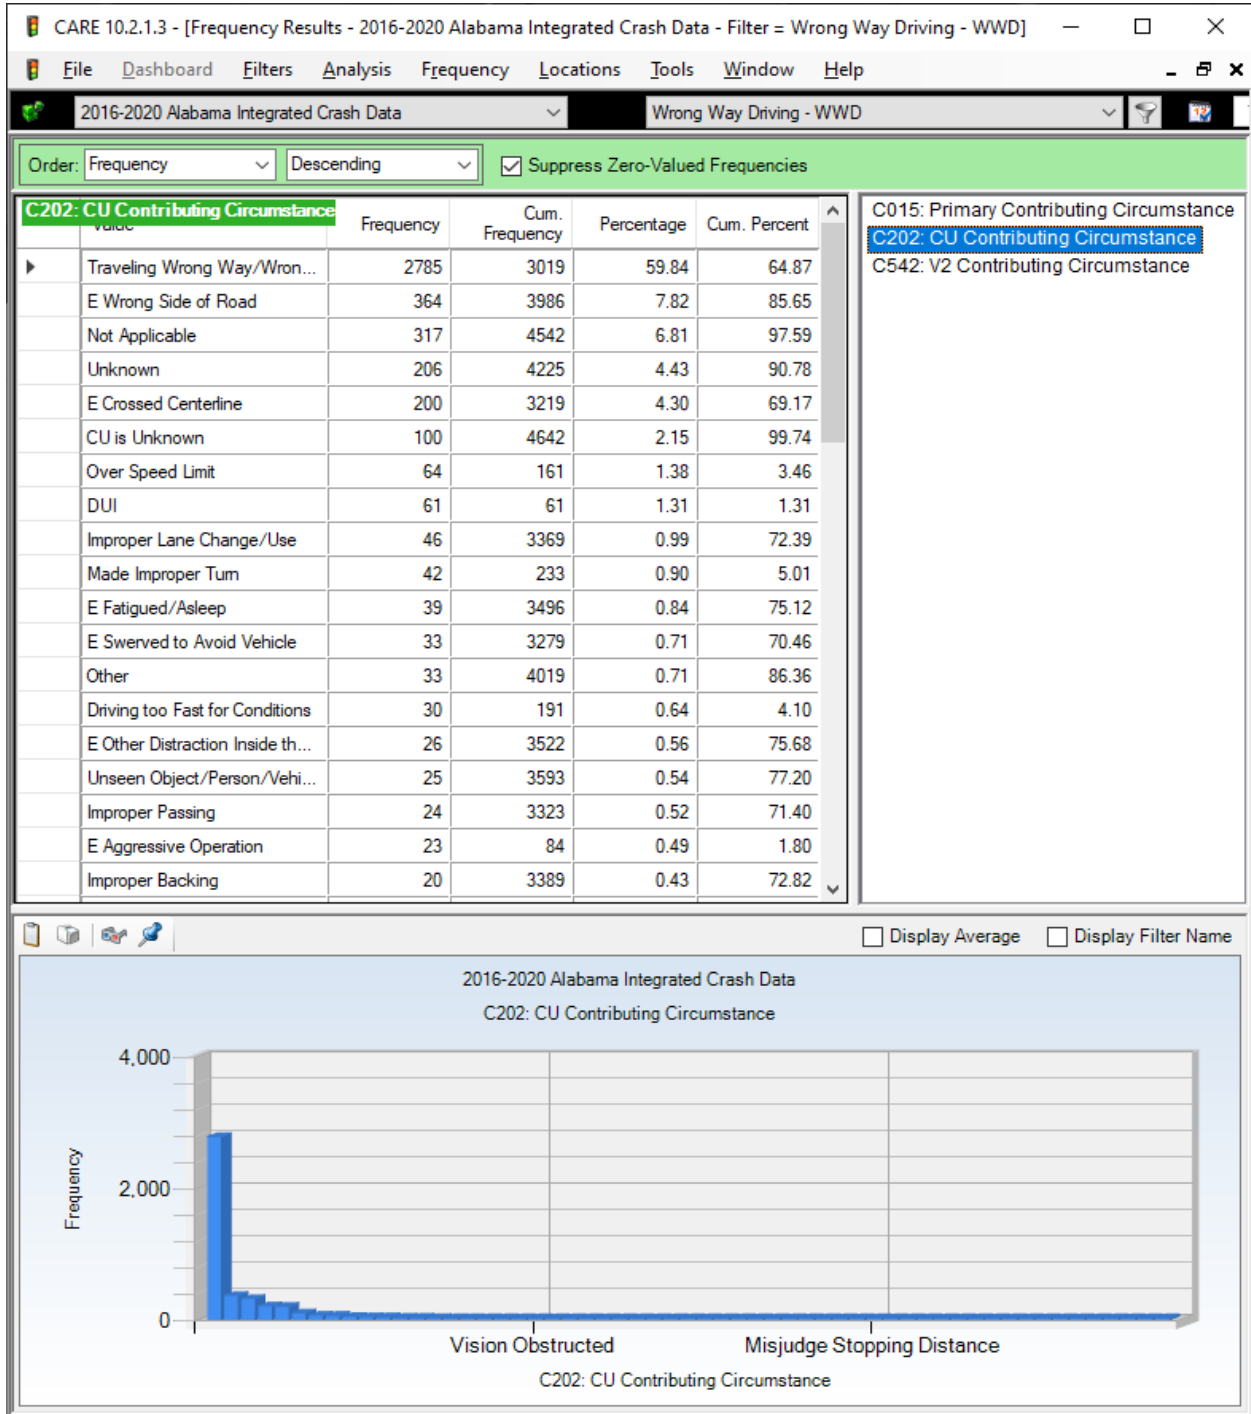 CARE 10.2.1.3 - [Frequency Results - 2016-2020 Alabama Integrated Crash Data - Filter = Wrong Way Driving - WWD]
File Dashboard Filters Analysis Frequency Locations Tools Window Help
2016-2020 Alabama Integrated Crash Data Wrong Way Driving - WWD
Order: Frequency Descending Suppress Zero-Valued Frequencies
C202: CU Contributing Circumstance
Value Frequency Cum. Frequency Percentage Cum. Percent
Traveling Wrong Way/Wron... 2785 3019 59.84 64.87
E Wrong Side of Road 364 3986 7.82 85.65
Not Applicable 317 4542 6.81 97.59
Unknown 206 4225 4.43 90.78
E Crossed Centerline 200 3219 4.30 69.17
CU is Unknown 100 4642 2.15 99.74
Over Speed Limit 64 161 1.38 3.46
DUI 61 61 1.31 1.31
Improper Lane Change/Use 46 3369 0.99 72.39
Made Improper Turn 42 233 0.90 5.01
E Fatigued/Asleep 39 3496 0.84 75.12
E Swerved to Avoid Vehicle 33 3279 0.71 70.46
Other 33 4019 0.71 86.36
Driving too Fast for Conditions 30 191 0.64 4.10
E Other Distraction Inside th... 26 3522 0.56 75.68
Unseen Object/Person/Vehi... 25 3593 0.54 77.20
Improper Passing 24 3323 0.52 71.40
E Aggressive Operation 23 84 0.49 1.80
Improper Backing 20 3389 0.43 72.82
C015: Primary Contributing Circumstance
C202: CU Contributing Circumstance
C542: V2 Contributing Circumstance
Display Average Display Filter Name
2016-2020 Alabama Integrated Crash Data
C202: CU Contributing Circumstance
4,000
2,000
0
Frequency
Vision Obstructed Misjudge Stopping Distance
C202: CU Contributing Circumstance